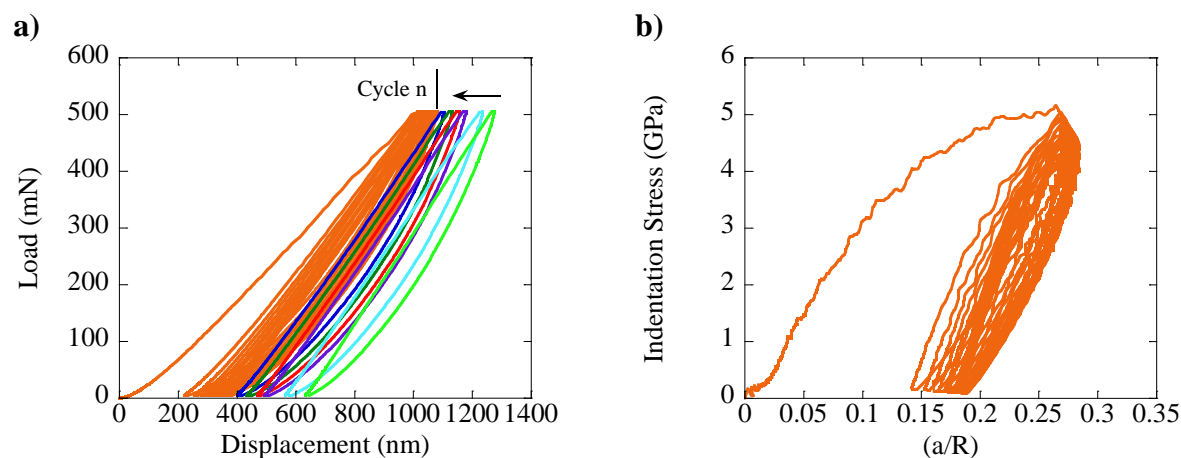 a)
600
500
400
300
200
100
0
Load (mN)
Cycle n
0 200 400 600 800 1000 1200 1400
Displacement (nm)
b)
6
5
4
3
2
1
0
Indentation Stress (GPa)
0 0.05 0.1 0.15 0.2 0.25 0.3 0.35
(a/R)